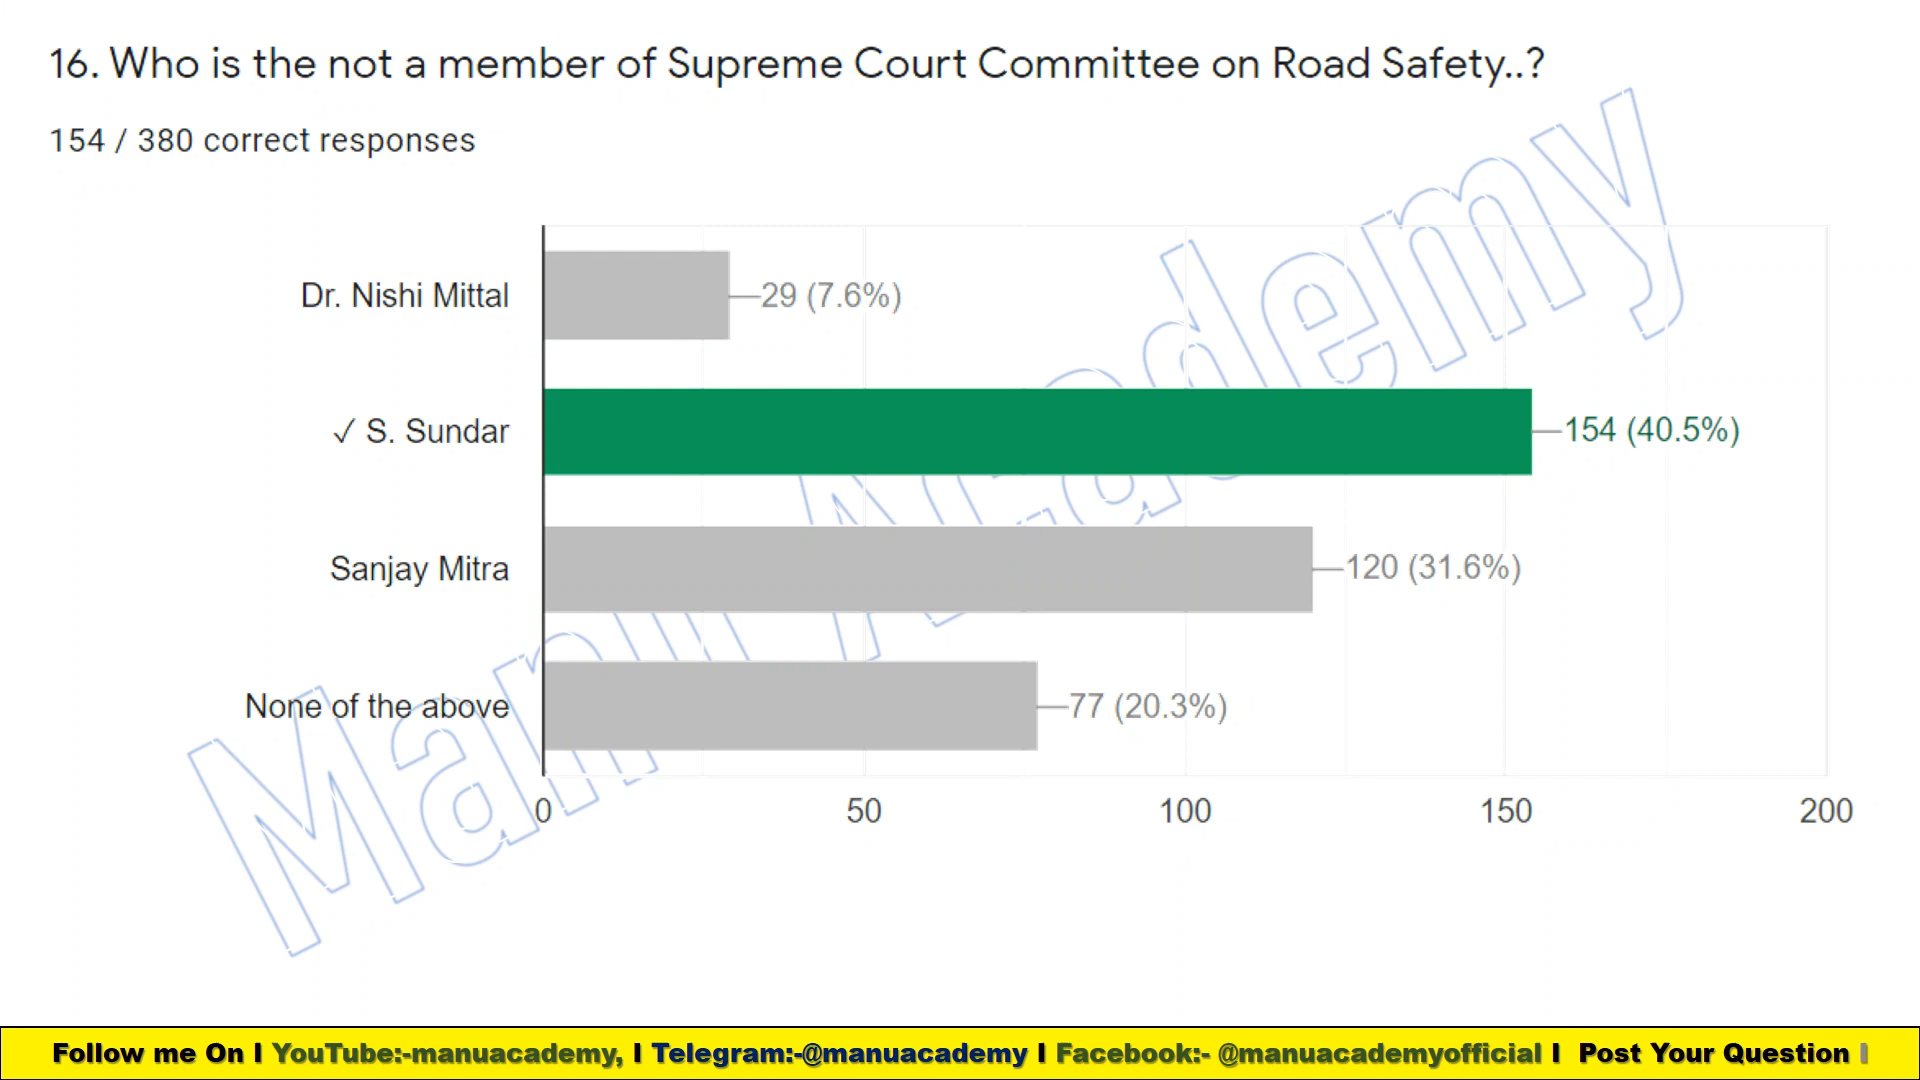 16. Who is the not a member of Supreme Court Committee on Road Safety..?
154 / 380 correct responses
Dr. Nishi Mittal
29 (7.6%)
✓ S. Sundar
154 (40.5%)
Sanjay Mitra
120 (31.6%)
None of the above
77 (20.3%)
0 50 100 150 200
Manu Academy
Follow me On I YouTube:-manuacademy, I Telegram:-@manuacademy I Facebook:- @manuacademyofficial I Post Your Question I